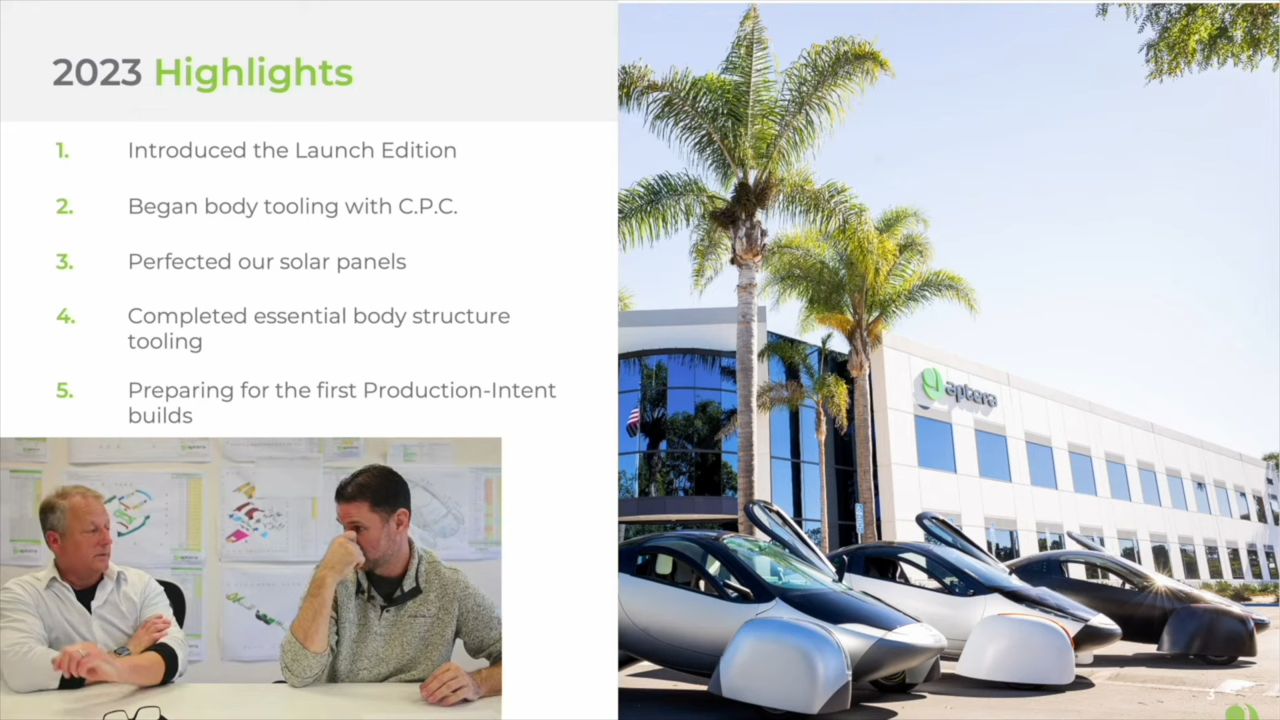 2023 Highlights
1. Introduced the Launch Edition
2. Began body tooling with C.P.C.
3. Perfected our solar panels
4. Completed essential body structure
tooling
5. Preparing for the first Production-Intent
builds
aptera
5